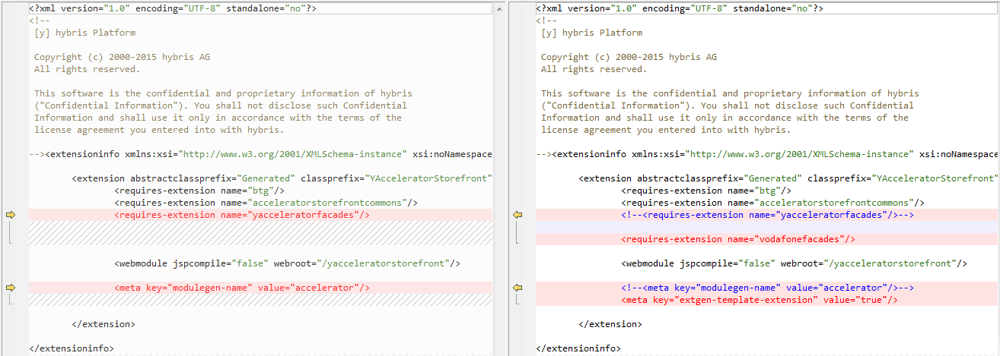 <?xml version="1.0" encoding="UTF-8" standalone="no"?>
<!--
[y] hybris Platform
Copyright (c) 2000-2015 hybris AG
All rights reserved.
This software is the confidential and proprietary information of hybris
("Confidential Information"). You shall not disclose such Confidential
Information and shall use it only in accordance with the terms of the
license agreement you entered into with hybris.
--><extensioninfo xmlns:xsi="http://www.w3.org/2001/XMLSchema-instance" xsi:noNamespace
<extension abstractclassprefix="Generated" classprefix="YAcceleratorStorefront"
<requires-extension name="btg"/>
<requires-extension name="acceleratorstorefrontcommons"/>
<requires-extension name="yacceleratorfacades"/>
<webmodule jspcompile="false" webroot="/yacceleratorstorefront"/>
<meta key="modulegen-name" value="accelerator"/>
</extension>
</extensioninfo>
<?xml version="1.0" encoding="UTF-8" standalone="no"?>
<!--
[y] hybris Platform
Copyright (c) 2000-2015 hybris AG
All rights reserved.
This software is the confidential and proprietary information of hybris
("Confidential Information"). You shall not disclose such Confidential
Information and shall use it only in accordance with the terms of the
license agreement you entered into with hybris.
--><extensioninfo xmlns:xsi="http://www.w3.org/2001/XMLSchema-instance" xsi:noNamespace
<extension abstractclassprefix="Generated" classprefix="YAcceleratorStorefront"
<requires-extension name="btg"/>
<requires-extension name="acceleratorstorefrontcommons"/>
<!--<requires-extension name="yacceleratorfacades"/>-->
<requires-extension name="vodafonefacades"/>
<webmodule jspcompile="false" webroot="/yacceleratorstorefront"/>
<!--<meta key="modulegen-name" value="accelerator"/>-->
<meta key="extgen-template-extension" value="true"/>
</extension>
</extensioninfo>